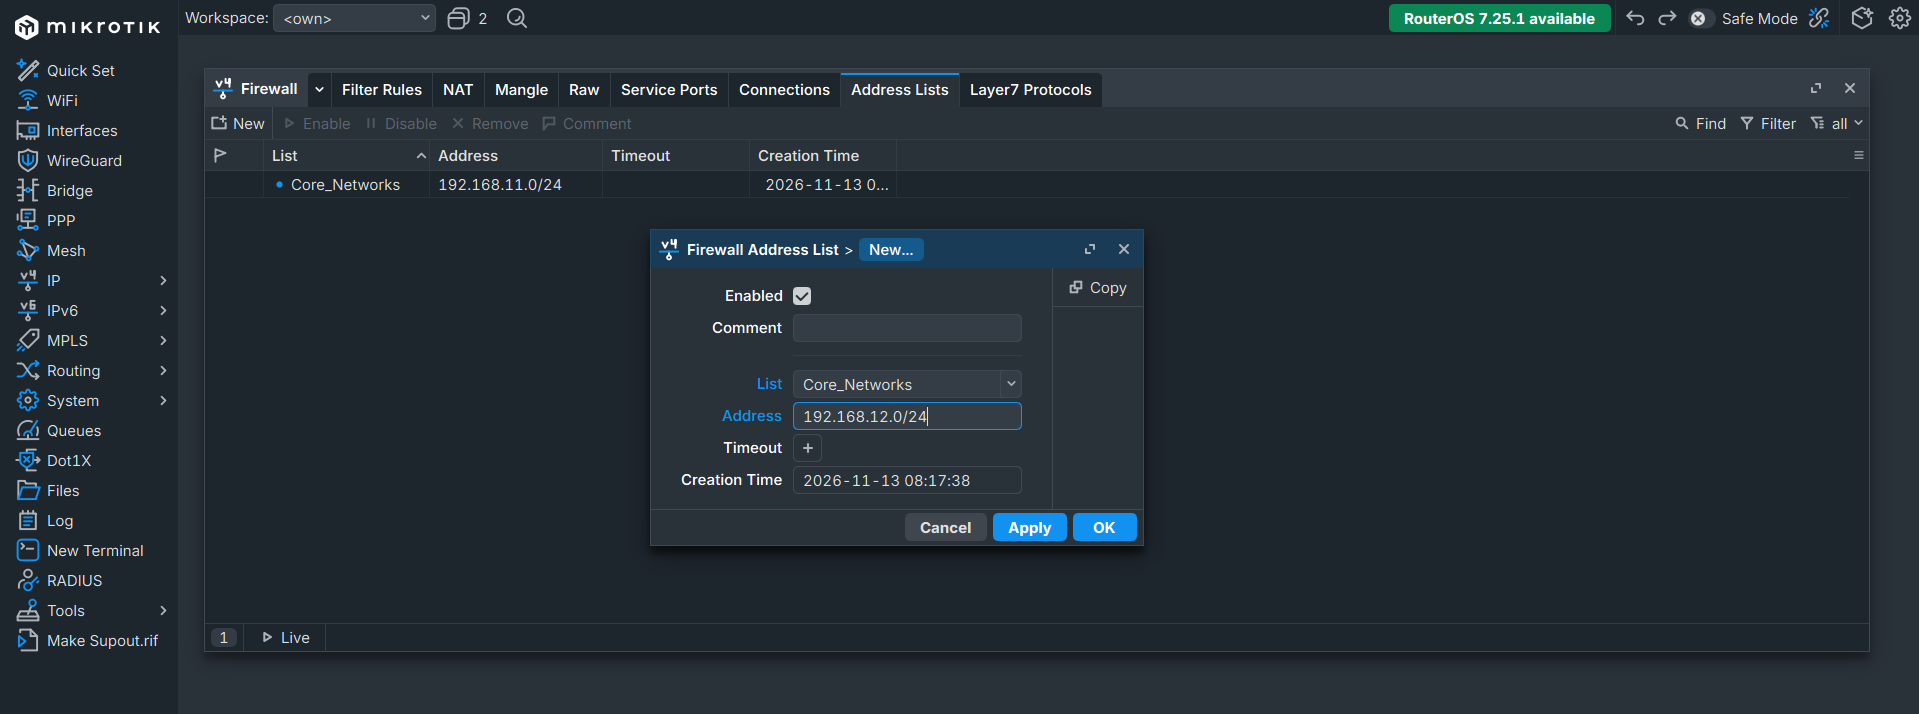 mikrotik
Workspace: <own> 2
RouterOS 7.25.1 available
Safe Mode
Quick Set
WiFi
Interfaces
WireGuard
Bridge
PPP
Mesh
IP
IPv6
MPLS
Routing
System
Queues
Dot1X
Files
Log
New Terminal
RADIUS
Tools
Make Supout.rif
v4 Firewall Filter Rules NAT Mangle Raw Service Ports Connections Address Lists Layer7 Protocols
New Enable Disable Remove Comment Find Filter all
List Address Timeout Creation Time
Core_Networks 192.168.11.0/24 2026-11-13 0...
v4 Firewall Address List > New...
Enabled
Copy
Comment
List Core_Networks
Address 192.168.12.0/24
Timeout +
Creation Time 2026-11-13 08:17:38
Cancel Apply OK
1 Live